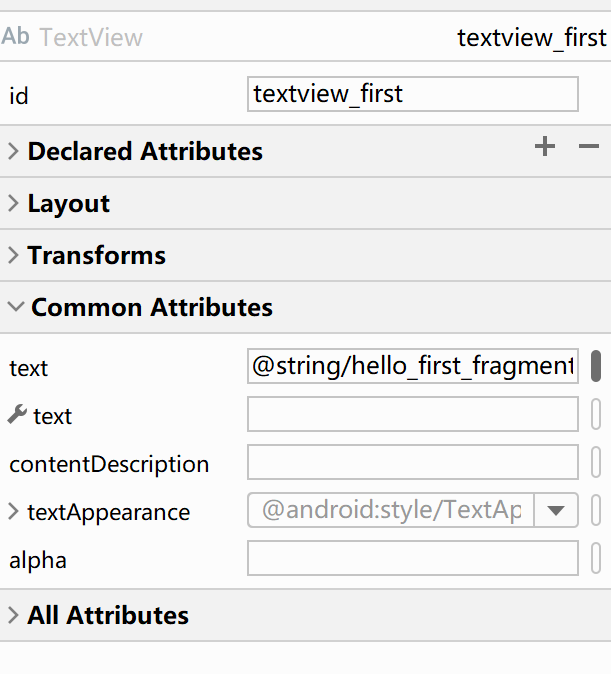 Ab TextView textview_first
id textview_first
Declared Attributes
Layout
Transforms
Common Attributes
text @string/hello_first_fragment
text
contentDescription
textAppearance @android:style/TextAp
alpha
All Attributes